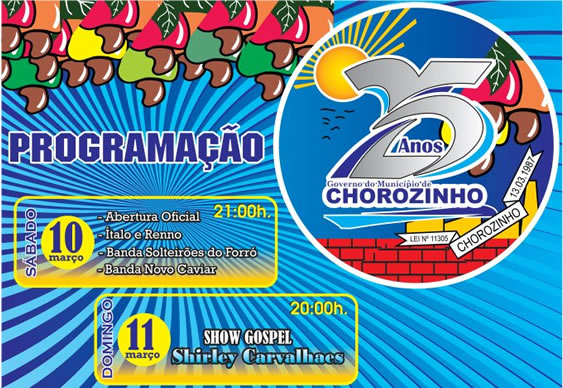 PROGRAMAÇÃO
25
Anos
Governo do Município de
CHOROZINHO
LEI Nº 11305
CHOROZINHO
13.03.1987
SÁBADO
10
março
21:00h.
- Abertura Oficial
- Ítalo e Renno
- Banda Solteirões do Forró
- Banda Novo Caviar
DOMINGO
11
março
20:00h.
SHOW GOSPEL
Shirley Carvalhaes